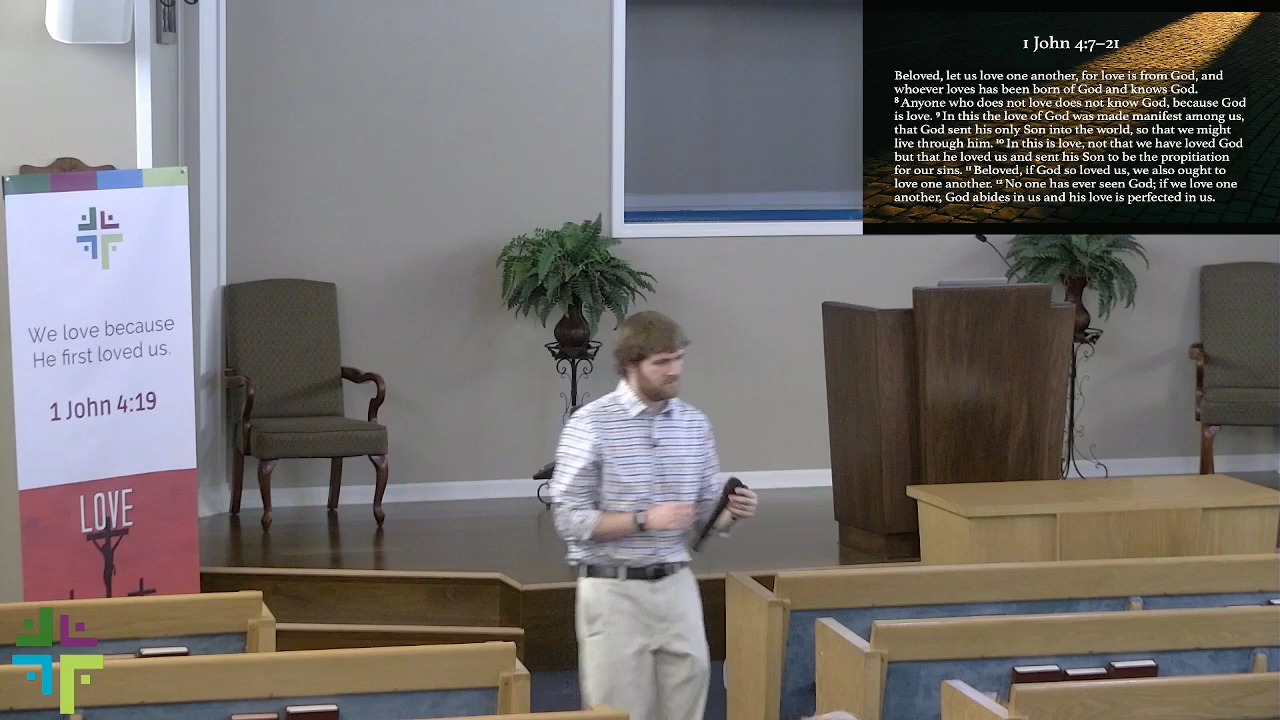 We love because
He first loved us.
1 John 4:19
LOVE
1 John 4:7–21
Beloved, let us love one another, for love is from God, and
whoever loves has been born of God and knows God.
⁸ Anyone who does not love does not know God, because God
is love. ⁹ In this the love of God was made manifest among us,
that God sent his only Son into the world, so that we might
live through him. ¹⁰ In this is love, not that we have loved God
but that he loved us and sent his Son to be the propitiation
for our sins. ¹¹ Beloved, if God so loved us, we also ought to
love one another. ¹² No one has ever seen God; if we love one
another, God abides in us and his love is perfected in us.